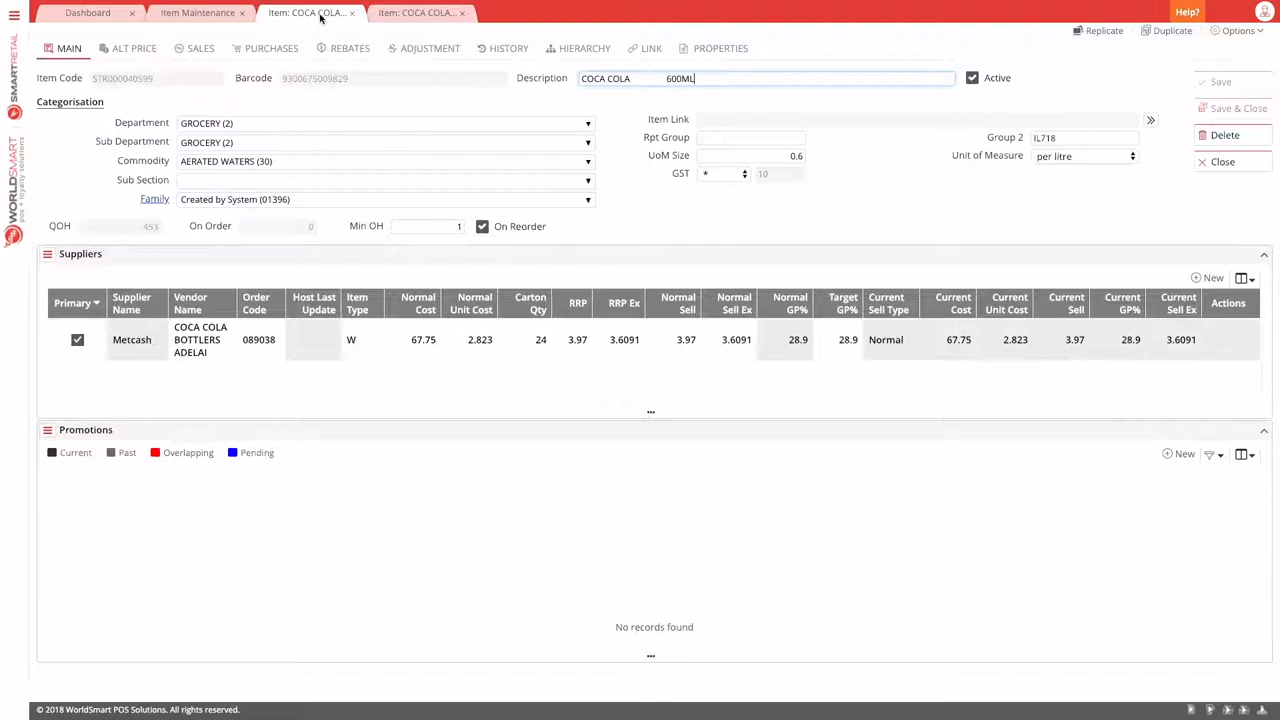 Dashboard × Item Maintenance × Item: COCA COLA... × Item: COCA COLA... × Help?
Replicate Duplicate Options
MAIN ALT PRICE SALES PURCHASES REBATES ADJUSTMENT HISTORY HIERARCHY LINK PROPERTIES
Item Code STR000040599 Barcode 9300675009829 Description COCA COLA 600ML Active
Save
Save & Close
Delete
Close
Categorisation
Department GROCERY (2)
Sub Department GROCERY (2)
Commodity AERATED WATERS (30)
Sub Section
Family Created by System (01396)
Item Link
Rpt Group Group 2 IL718
UoM Size 0.6 Unit of Measure per litre
GST * 10
QOH 453 On Order 0 Min OH 1 On Reorder
Suppliers
New
Primary Supplier Name Vendor Name Order Code Host Last Update Item Type Normal Cost Normal Unit Cost Carton Qty RRP RRP Ex Normal Sell Normal Sell Ex Normal GP% Target GP% Current Sell Type Current Cost Current Unit Cost Current Sell Current GP% Current Sell Ex Actions
Metcash COCA COLA BOTTLERS ADELAI 089038 W 67.75 2.823 24 3.97 3.6091 3.97 3.6091 28.9 28.9 Normal 67.75 2.823 3.97 28.9 3.6091
Promotions
Current Past Overlapping Pending New
No records found
© 2018 WorldSmart POS Solutions. All rights reserved.
SMARTRETAIL
WORLDSMART
pos + loyalty solutions